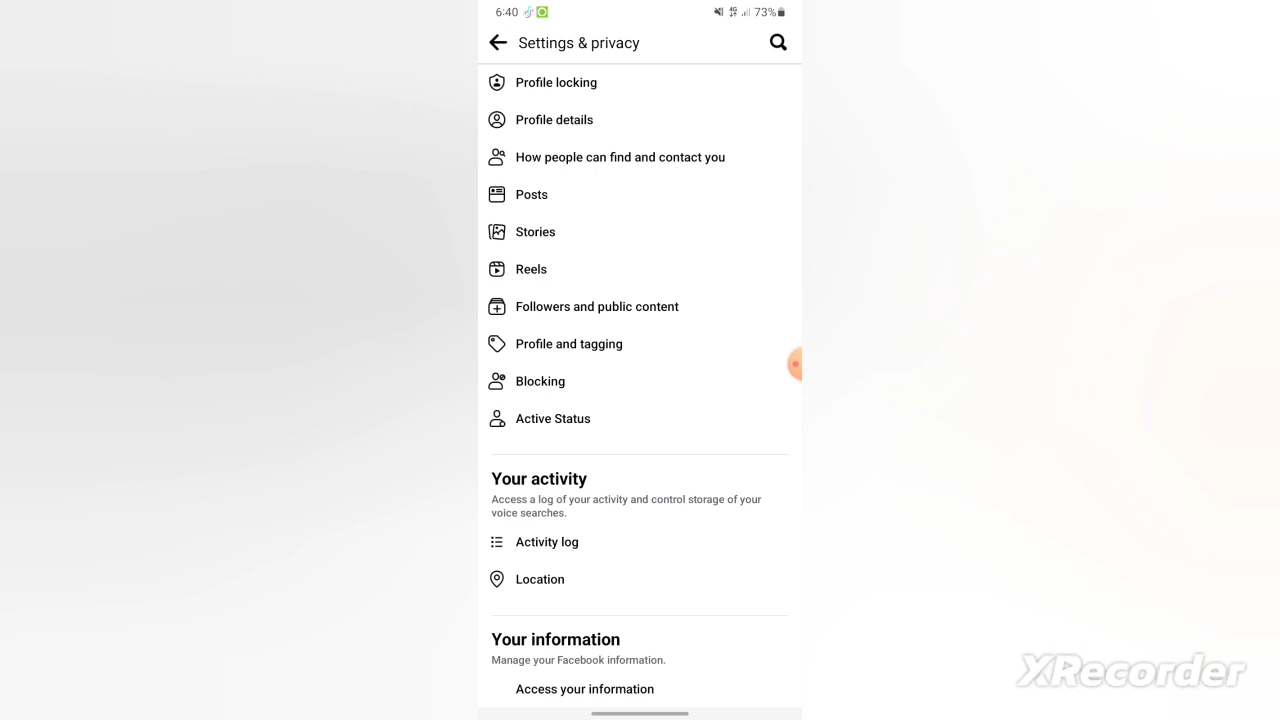 6:40
4G
73%
Settings & privacy
Profile locking
Profile details
How people can find and contact you
Posts
Stories
Reels
Followers and public content
Profile and tagging
Blocking
Active Status
Your activity
Access a log of your activity and control storage of your
voice searches.
Activity log
Location
Your information
Manage your Facebook information.
Access your information
XRecorder